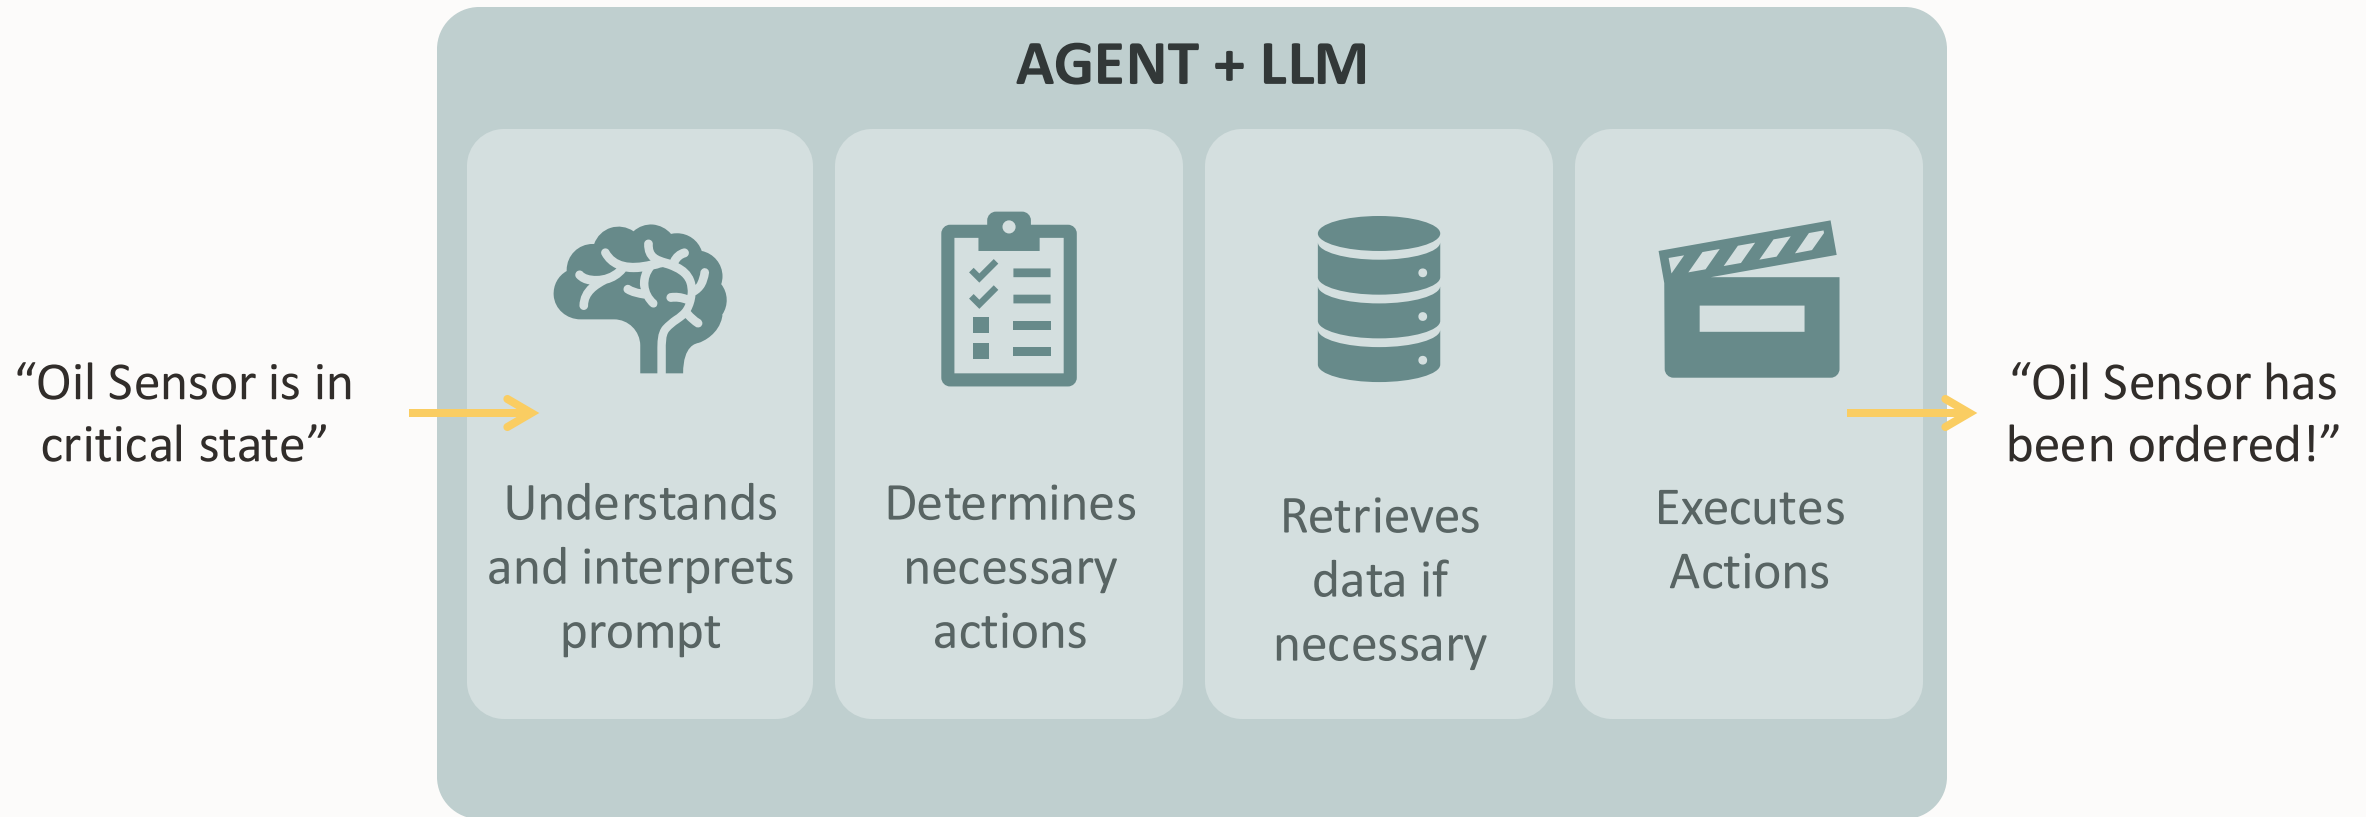 AGENT + LLM
“Oil Sensor is in
critical state”
Understands
and interprets
prompt
Determines
necessary
actions
Retrieves
data if
necessary
Executes
Actions
“Oil Sensor has
been ordered!”